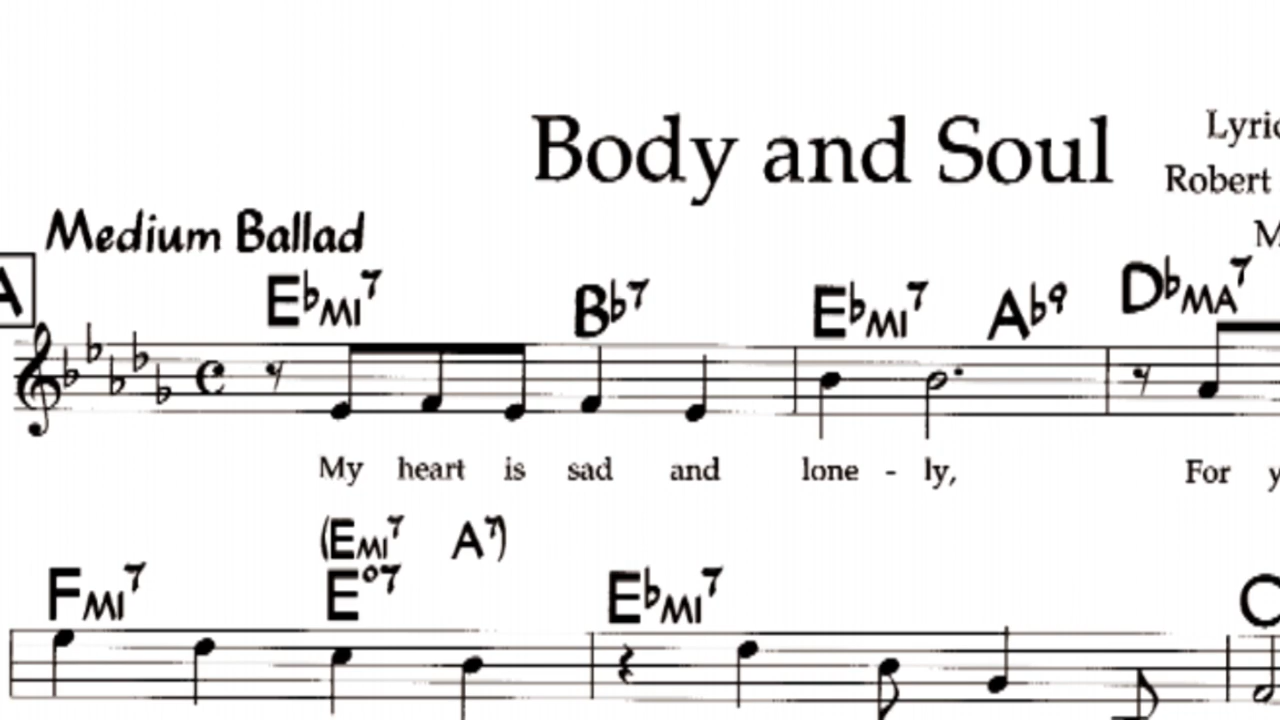 Body and Soul
Lyric
Robert
M
Medium Ballad
A
E♭MI7 B♭7 E♭MI7 A♭9 D♭MA7
My heart is sad and lone - ly, For y
(EMI7 A7)
FMI7 E°7 E♭MI7 C